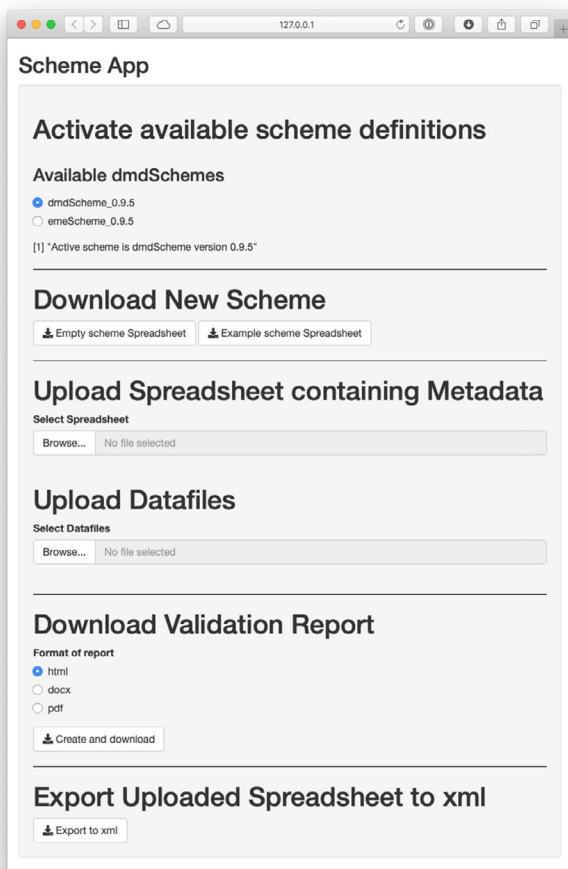 127.0.0.1
Scheme App
Activate available scheme definitions
Available dmdSchemes
dmdScheme_0.9.5
emeScheme_0.9.5
[1] "Active scheme is dmdScheme version 0.9.5"
Download New Scheme
Empty scheme Spreadsheet Example scheme Spreadsheet
Upload Spreadsheet containing Metadata
Select Spreadsheet
Browse... No file selected
Upload Datafiles
Select Datafiles
Browse... No file selected
Download Validation Report
Format of report
html
docx
pdf
Create and download
Export Uploaded Spreadsheet to xml
Export to xml